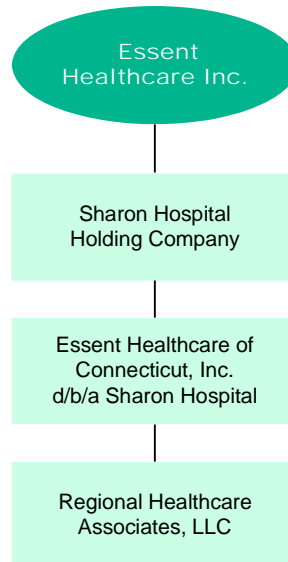 Essent
Healthcare Inc.
Sharon Hospital
Holding Company
Essent Healthcare of
Connecticut, Inc.
d/b/a Sharon Hospital
Regional Healthcare
Associates, LLC